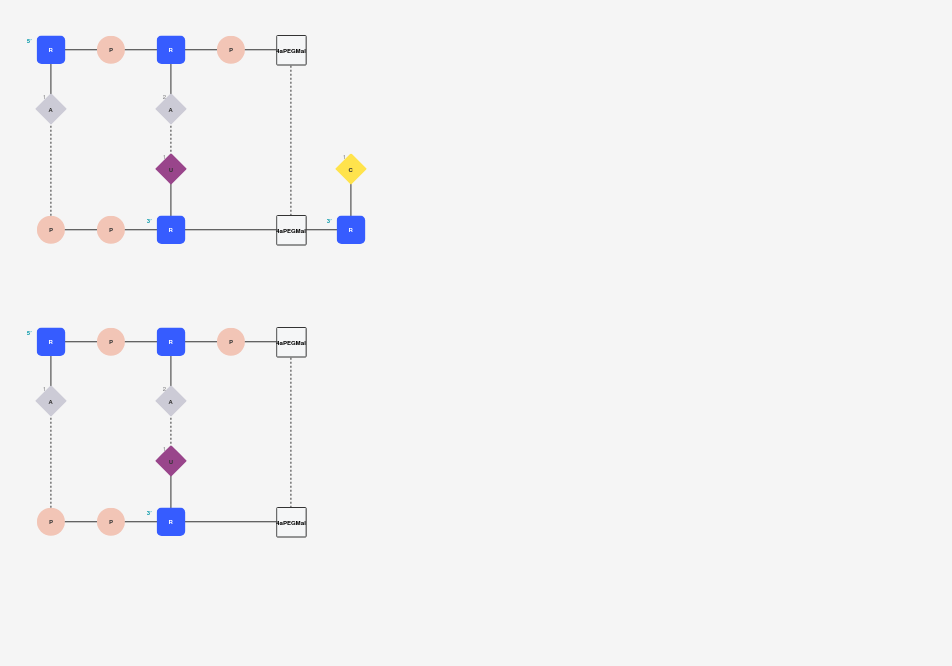 5' R P R P 4aPEGMal
1 A 2 A
1 U 1 C
P P 3' R 4aPEGMal 3' R
5' R P R P 4aPEGMal
1 A 2 A
1 U
P P 3' R 4aPEGMal